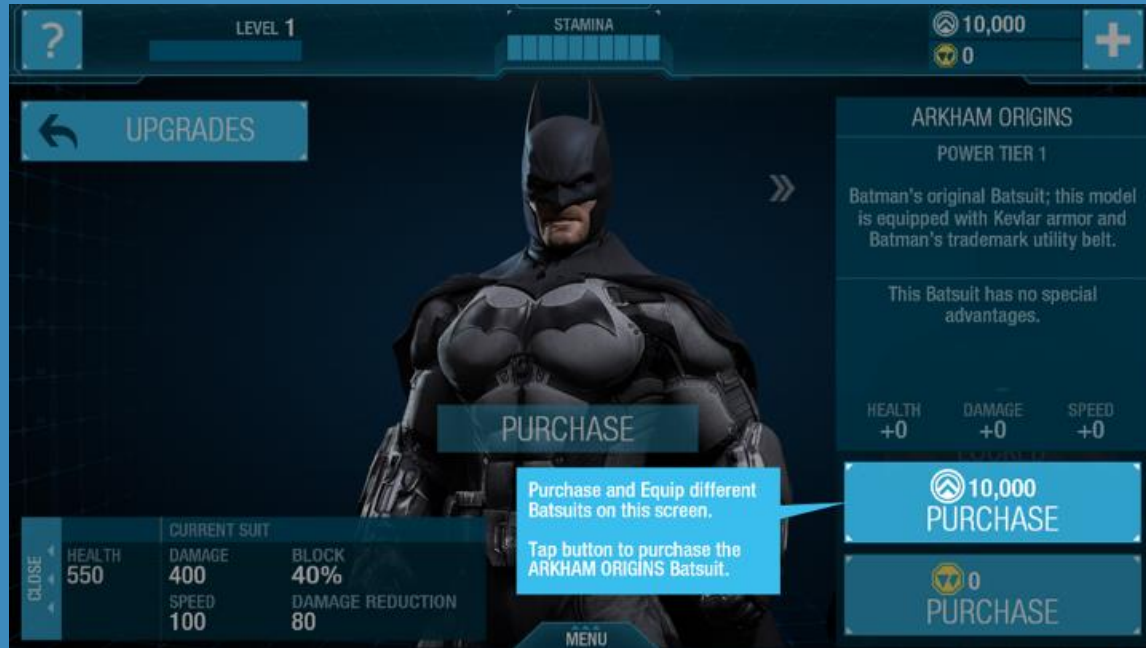 ?
LEVEL 1
STAMINA
10,000
0
+
UPGRADES
ARKHAM ORIGINS
POWER TIER 1
Batman's original Batsuit; this model
is equipped with Kevlar armor and
Batman's trademark utility belt.
This Batsuit has no special
advantages.
HEALTH DAMAGE SPEED
+0 +0 +0
PURCHASE
Purchase and Equip different
Batsuits on this screen.
Tap button to purchase the
ARKHAM ORIGINS Batsuit.
10,000
PURCHASE
0
PURCHASE
CLOSE
CURRENT SUIT
HEALTH DAMAGE BLOCK
550 400 40%
SPEED DAMAGE REDUCTION
100 80
MENU